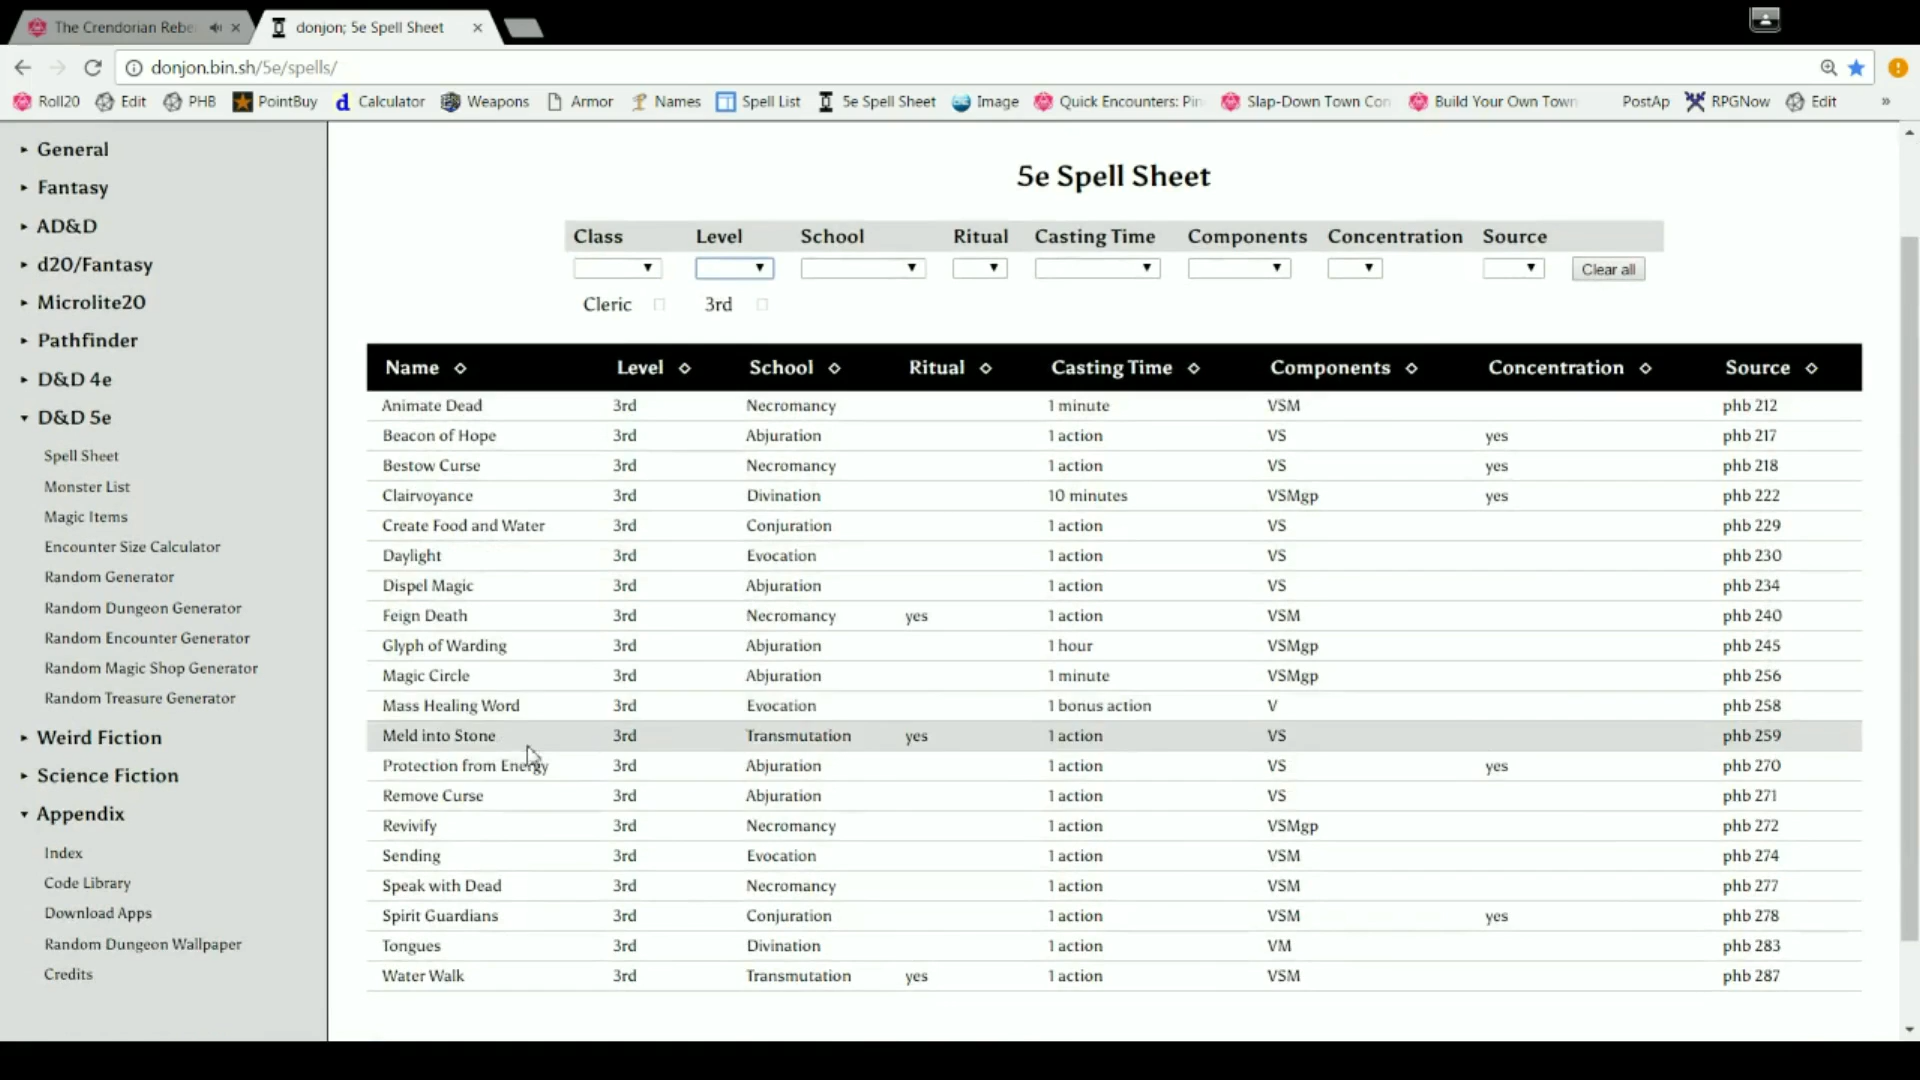 The Crendorian Rebe
donjon; 5e Spell Sheet
donjon.bin.sh/5e/spells/
Roll20 Edit PHB PointBuy Calculator Weapons Armor Names Spell List 5e Spell Sheet Image Quick Encounters: Pin Slap-Down Town Con Build Your Own Town PostAp RPGNow Edit »
General
Fantasy
AD&D
d20/Fantasy
Microlite20
Pathfinder
D&D 4e
D&D 5e
Spell Sheet
Monster List
Magic Items
Encounter Size Calculator
Random Generator
Random Dungeon Generator
Random Encounter Generator
Random Magic Shop Generator
Random Treasure Generator
Weird Fiction
Science Fiction
Appendix
Index
Code Library
Download Apps
Random Dungeon Wallpaper
Credits
5e Spell Sheet
Class Level School Ritual Casting Time Components Concentration Source
Clear all
Cleric 3rd
Name Level School Ritual Casting Time Components Concentration Source
Animate Dead 3rd Necromancy 1 minute VSM phb 212
Beacon of Hope 3rd Abjuration 1 action VS yes phb 217
Bestow Curse 3rd Necromancy 1 action VS yes phb 218
Clairvoyance 3rd Divination 10 minutes VSMgp yes phb 222
Create Food and Water 3rd Conjuration 1 action VS phb 229
Daylight 3rd Evocation 1 action VS phb 230
Dispel Magic 3rd Abjuration 1 action VS phb 234
Feign Death 3rd Necromancy yes 1 action VSM phb 240
Glyph of Warding 3rd Abjuration 1 hour VSMgp phb 245
Magic Circle 3rd Abjuration 1 minute VSMgp phb 256
Mass Healing Word 3rd Evocation 1 bonus action V phb 258
Meld into Stone 3rd Transmutation yes 1 action VS phb 259
Protection from Energy 3rd Abjuration 1 action VS yes phb 270
Remove Curse 3rd Abjuration 1 action VS phb 271
Revivify 3rd Necromancy 1 action VSMgp phb 272
Sending 3rd Evocation 1 action VSM phb 274
Speak with Dead 3rd Necromancy 1 action VSM phb 277
Spirit Guardians 3rd Conjuration 1 action VSM yes phb 278
Tongues 3rd Divination 1 action VM phb 283
Water Walk 3rd Transmutation yes 1 action VSM phb 287